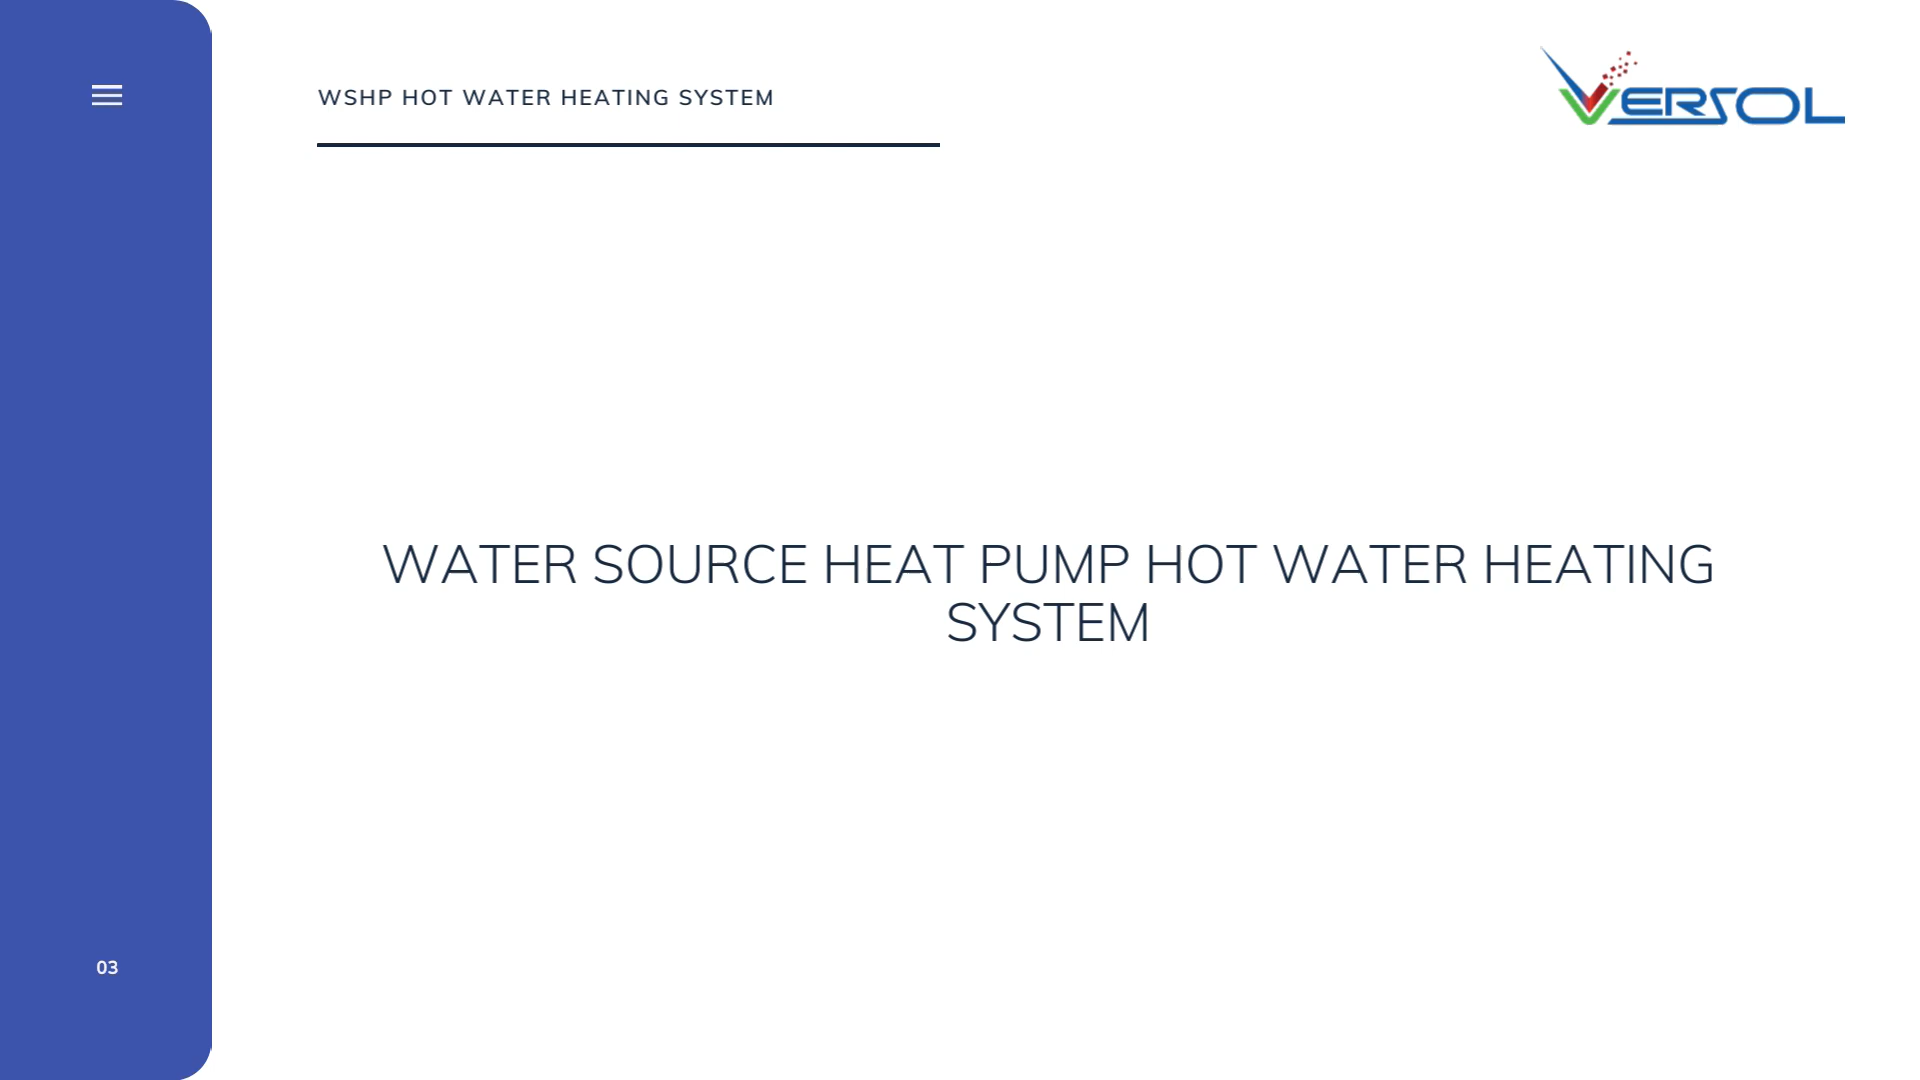 WSHP HOT WATER HEATING SYSTEM
VERSOL
WATER SOURCE HEAT PUMP HOT WATER HEATING
SYSTEM
03